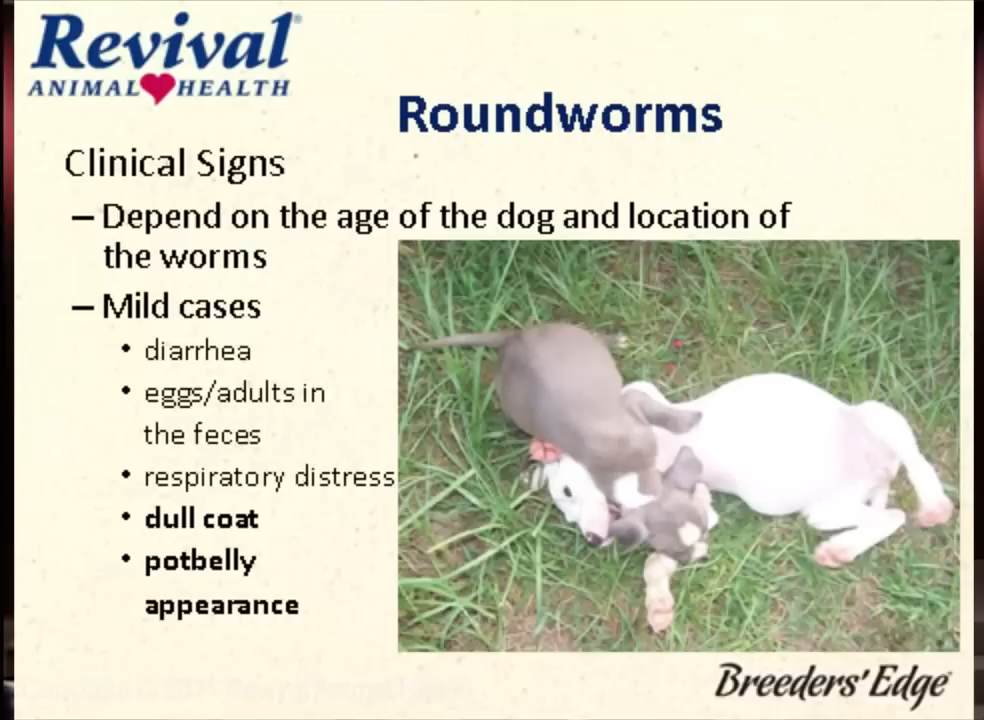 Revival®
ANIMAL HEALTH
Roundworms
Clinical Signs
– Depend on the age of the dog and location of
the worms
– Mild cases
• diarrhea
• eggs/adults in
the feces
• respiratory distress
• dull coat
• potbelly
appearance
Breeders' Edge